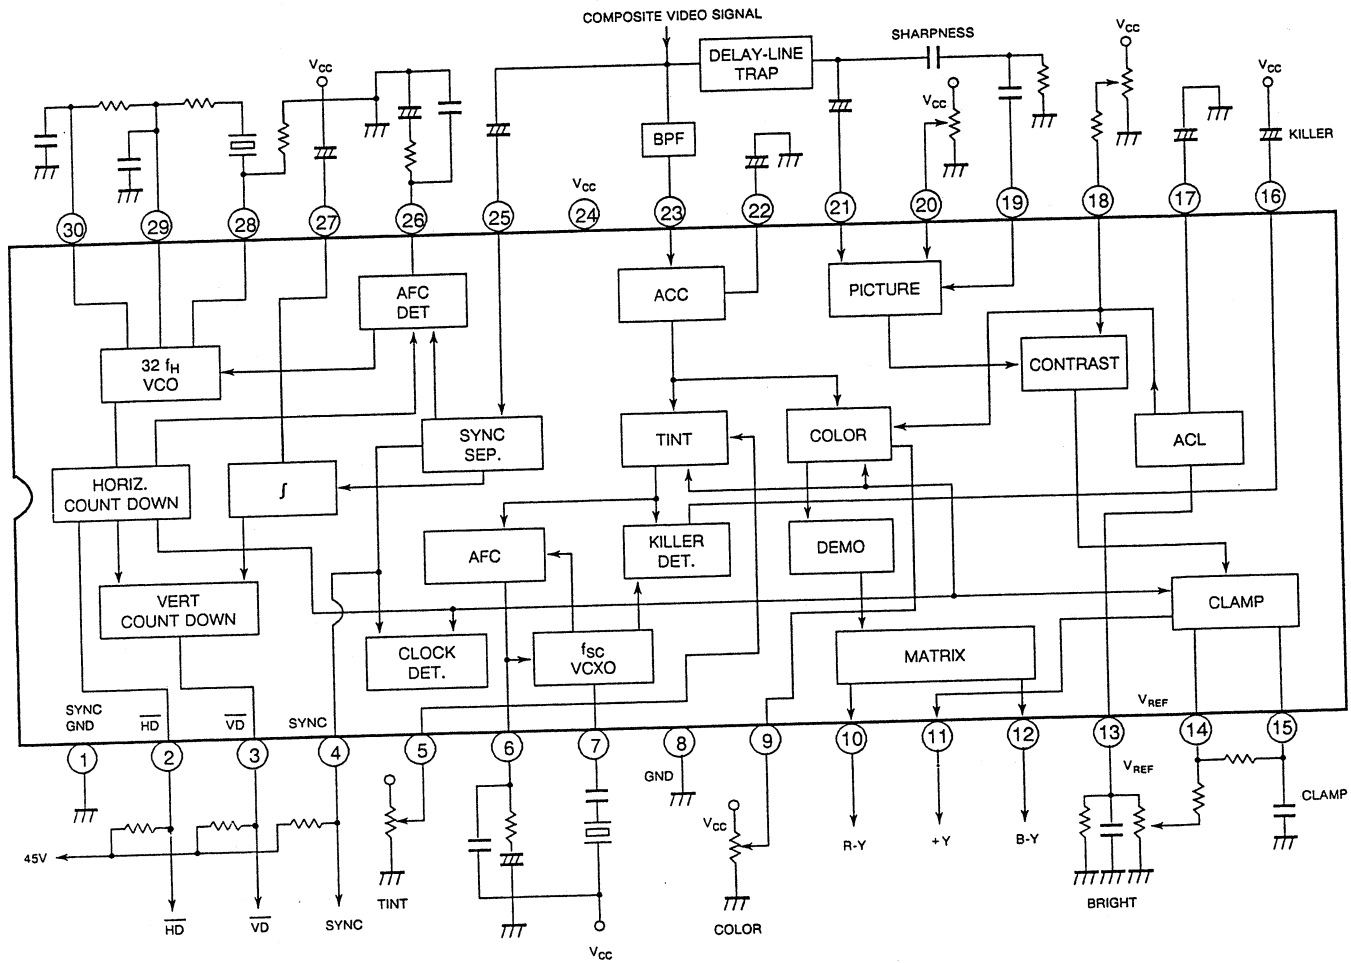 COMPOSITE VIDEO SIGNAL
DELAY-LINE
TRAP
SHARPNESS
VCC
VCC
VCC
VCC
BPF
KILLER
VCC
30
29
28
27
26
25
24
23
22
21
20
19
18
17
16
AFC
DET
ACC
PICTURE
32 fH
VCO
CONTRAST
SYNC
SEP.
TINT
COLOR
ACL
HORIZ.
COUNT DOWN
∫
AFC
KILLER
DET.
DEMO
VERT
COUNT DOWN
CLAMP
CLOCK
DET.
fSC
VCXO
MATRIX
SYNC
GND
HD
VD
SYNC
VREF
1
2
3
4
5
6
7
8
9
10
11
12
13
14
15
GND
VREF
TINT
VCC
CLAMP
45V
R-Y
+Y
B-Y
BRIGHT
HD
VD
SYNC
COLOR
VCC